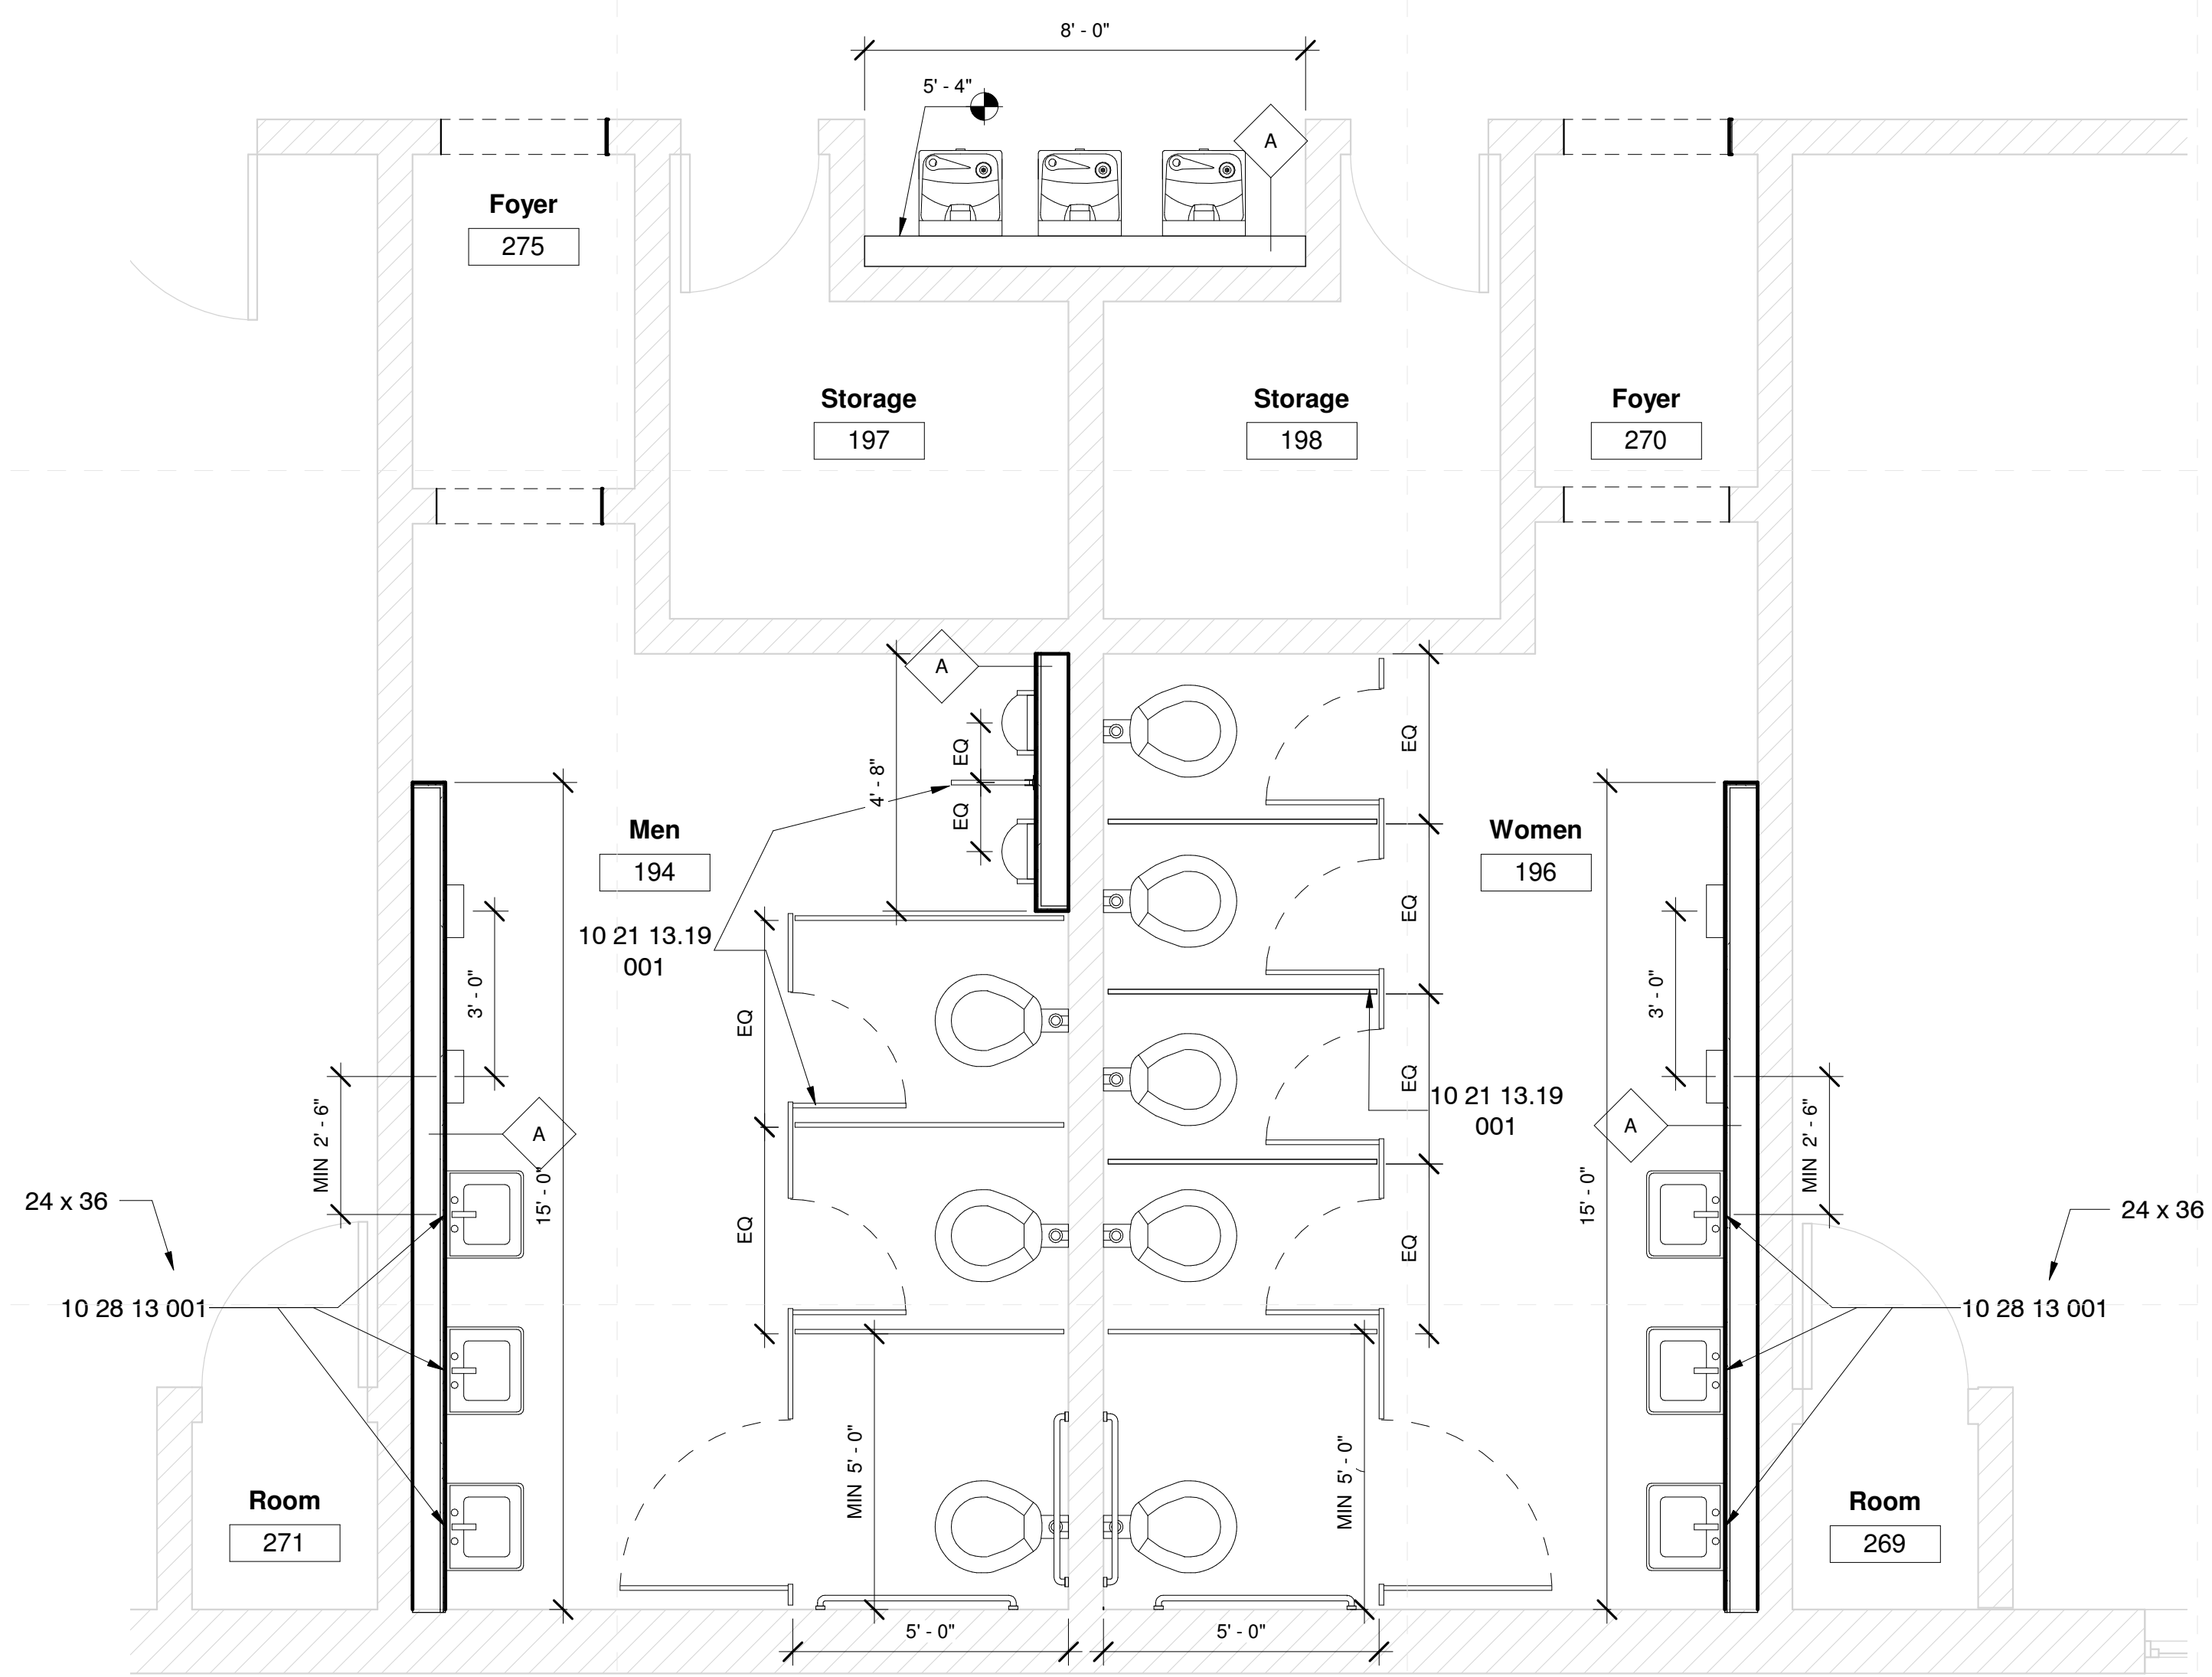 8' - 0"
5' - 4"
A
Foyer
275
Storage
197
Storage
198
Foyer
270
A
EQ
EQ
4' - 8"
EQ
EQ
EQ
EQ
Men
194
Women
196
10 21 13.19
001
3' - 0"
EQ
3' - 0"
10 21 13.19
001
MIN 2' - 6"
A
A
MIN 2' - 6"
24 x 36
15' - 0"
EQ
15' - 0"
24 x 36
10 28 13 001
10 28 13 001
MIN 5' - 0"
MIN 5' - 0"
Room
271
Room
269
5' - 0"
5' - 0"